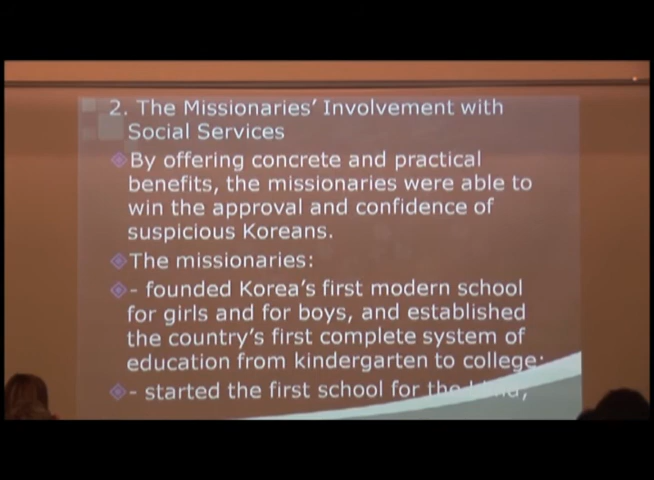 2. The Missionaries' Involvement with
Social Services
By offering concrete and practical
benefits, the missionaries were able to
win the approval and confidence of
suspicious Koreans.
The missionaries:
- founded Korea's first modern school
for girls and for boys, and established
the country's first complete system of
education from kindergarten to college;
- started the first school for the